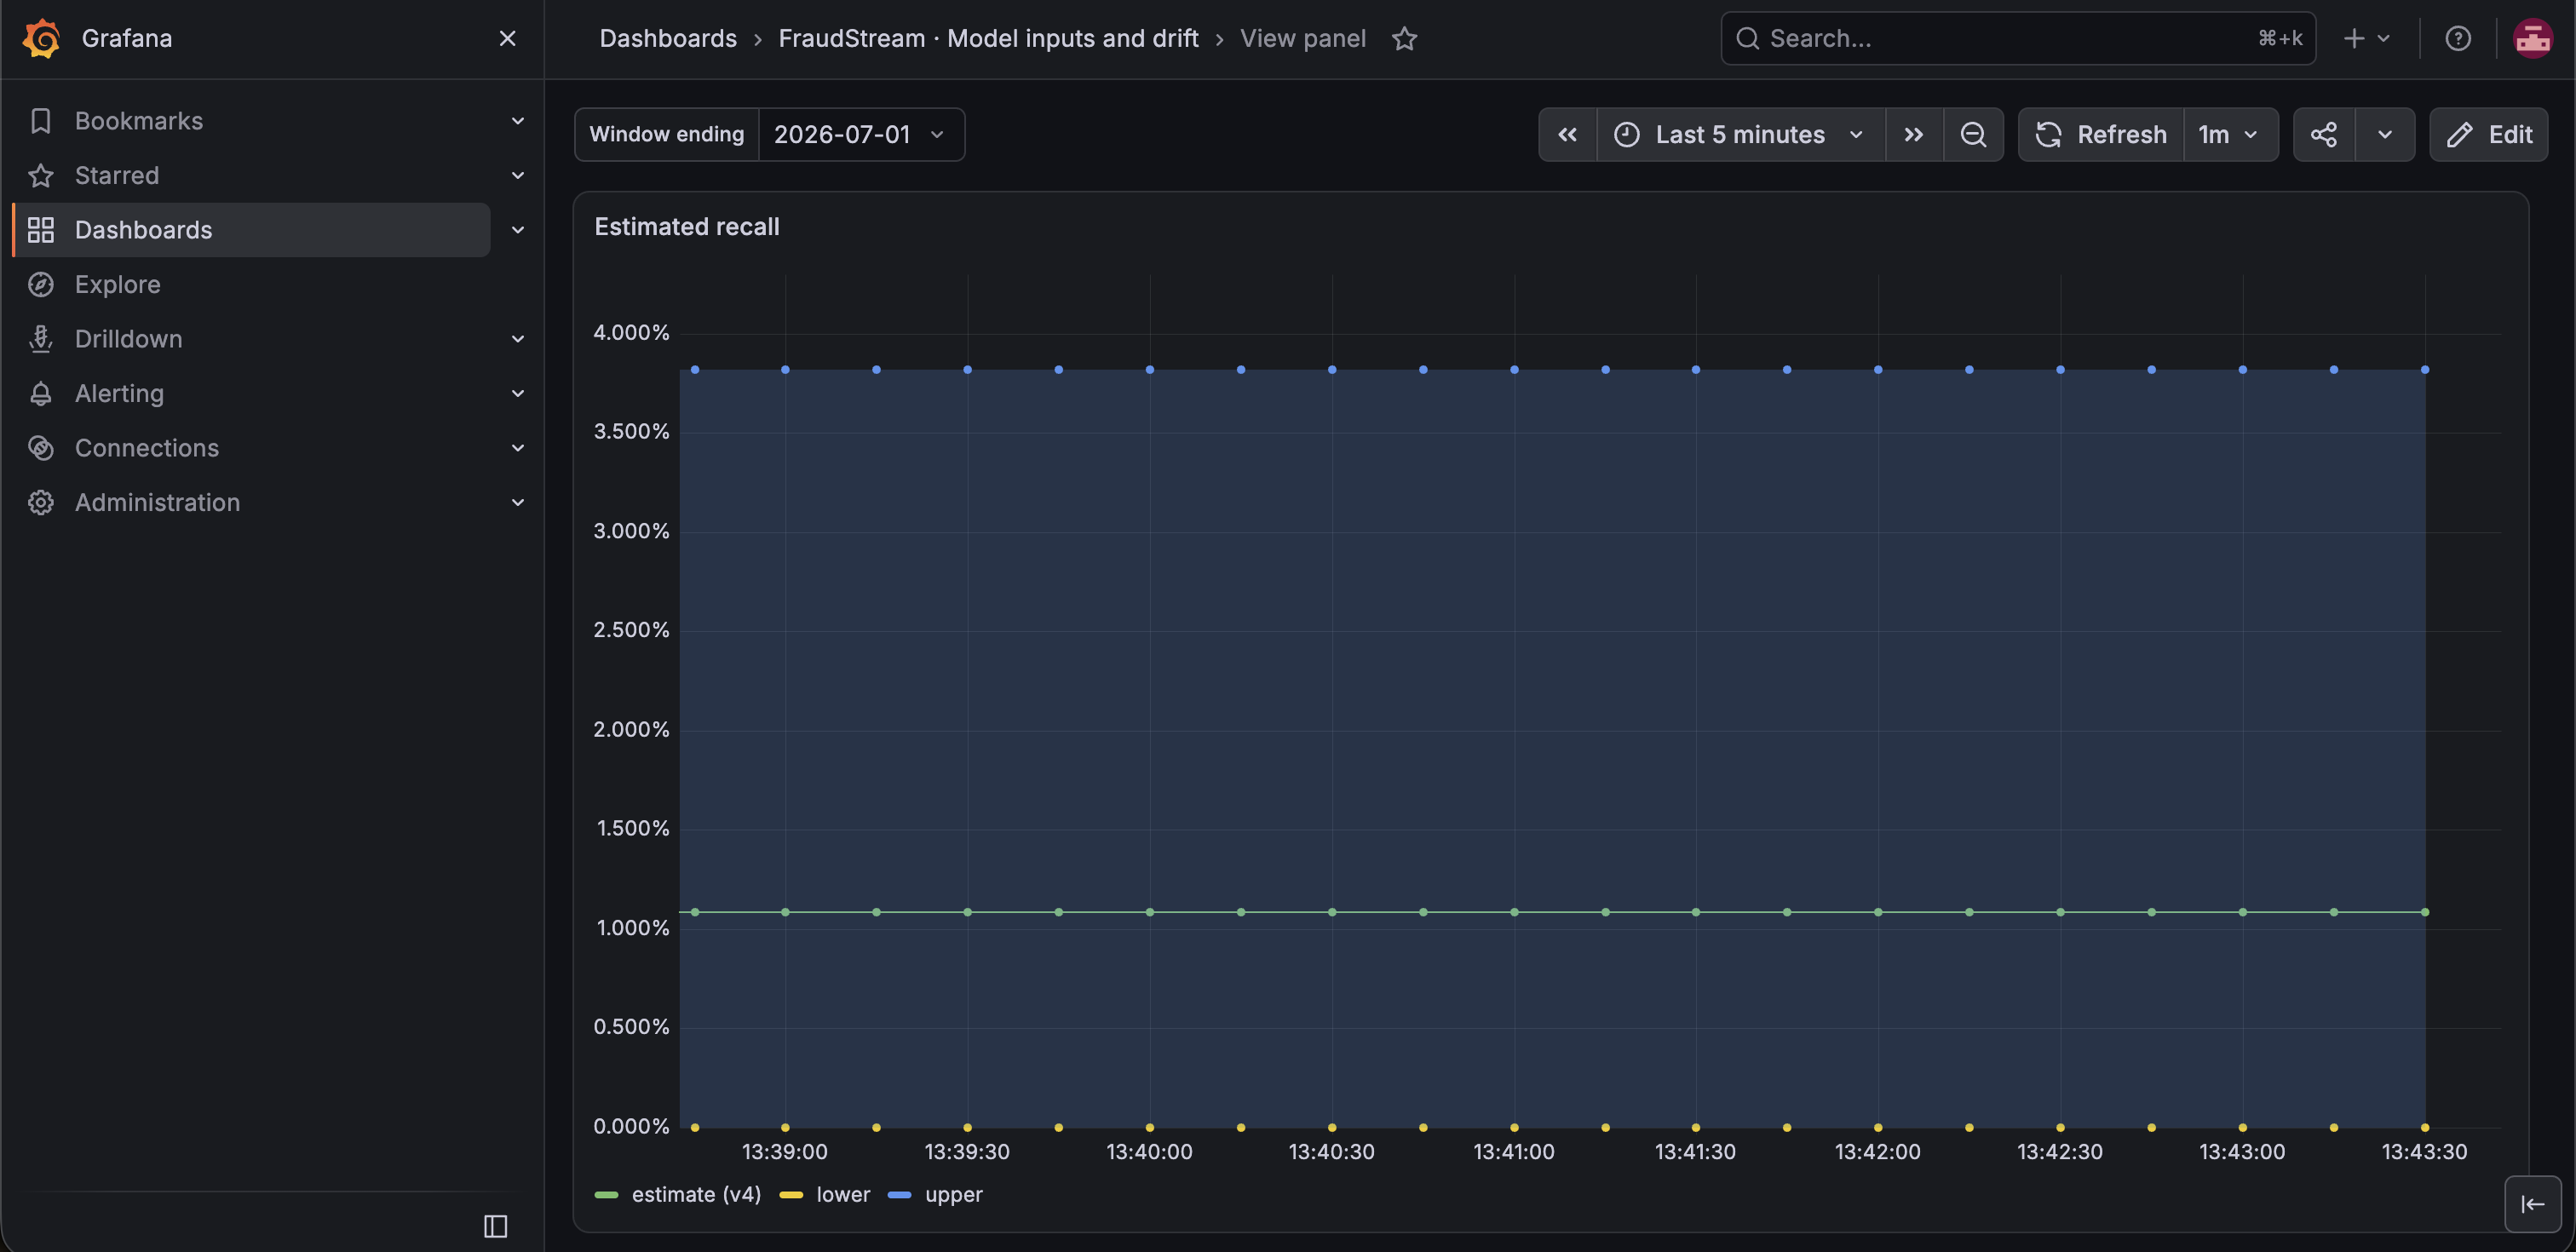 Grafana
Dashboards › FraudStream · Model inputs and drift › View panel
Search...
⌘+k
Bookmarks
Starred
Dashboards
Explore
Drilldown
Alerting
Connections
Administration
Window ending 2026-07-01
Last 5 minutes
Refresh 1m
Edit
Estimated recall
4.000%
3.500%
3.000%
2.500%
2.000%
1.500%
1.000%
0.500%
0.000%
13:39:00 13:39:30 13:40:00 13:40:30 13:41:00 13:41:30 13:42:00 13:42:30 13:43:00 13:43:30
estimate (v4) lower upper